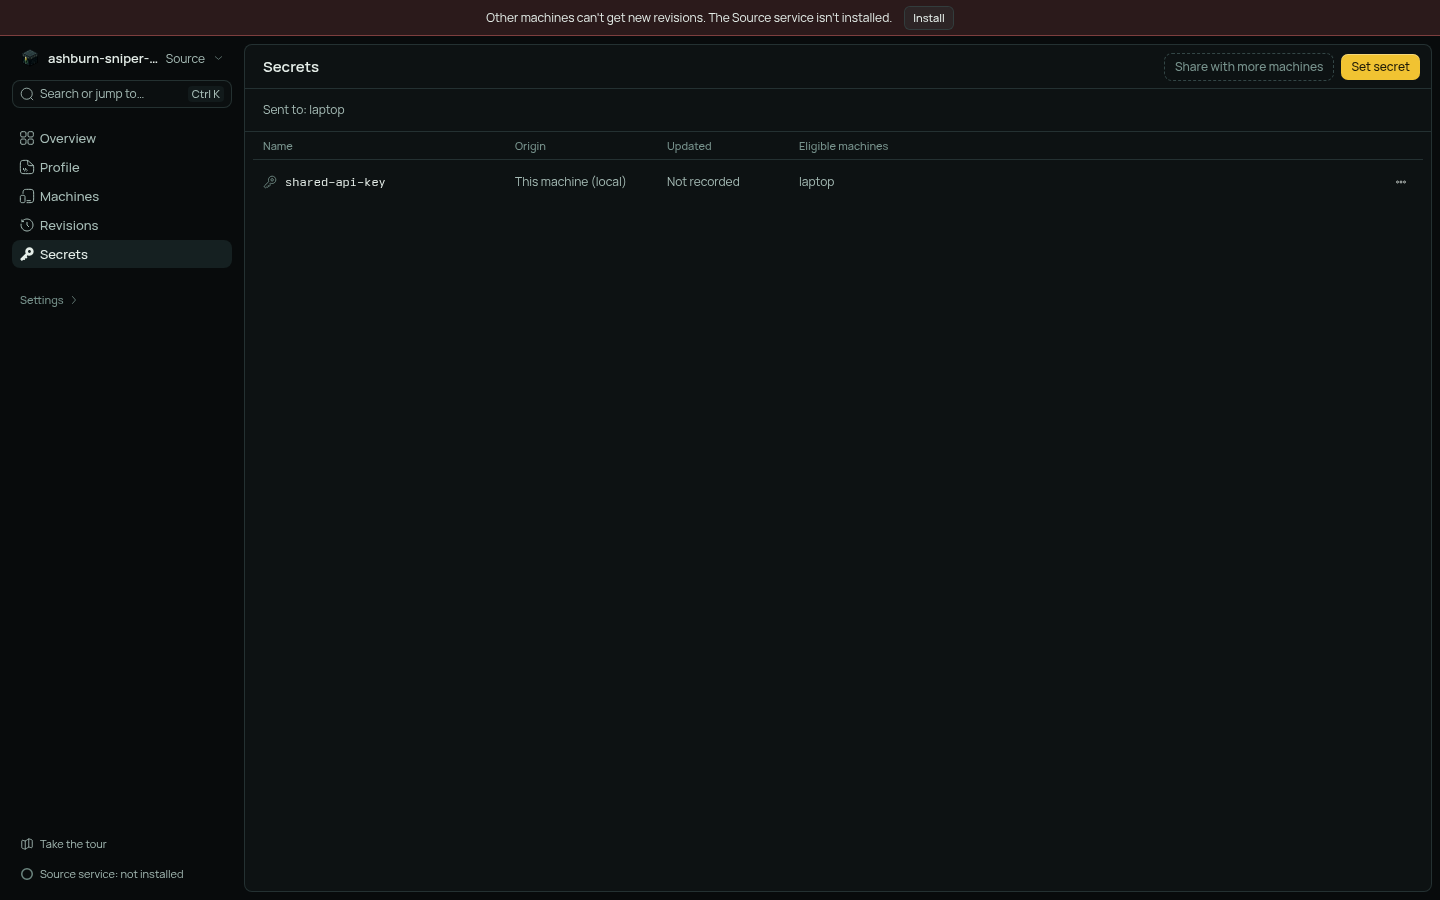 Other machines can't get new revisions. The Source service isn't installed. Install
ashburn-sniper-... Source
Search or jump to... Ctrl K
Overview
Profile
Machines
Revisions
Secrets
Settings
Take the tour
Source service: not installed
Secrets Share with more machines Set secret
Sent to: laptop
Name Origin Updated Eligible machines
shared-api-key This machine (local) Not recorded laptop